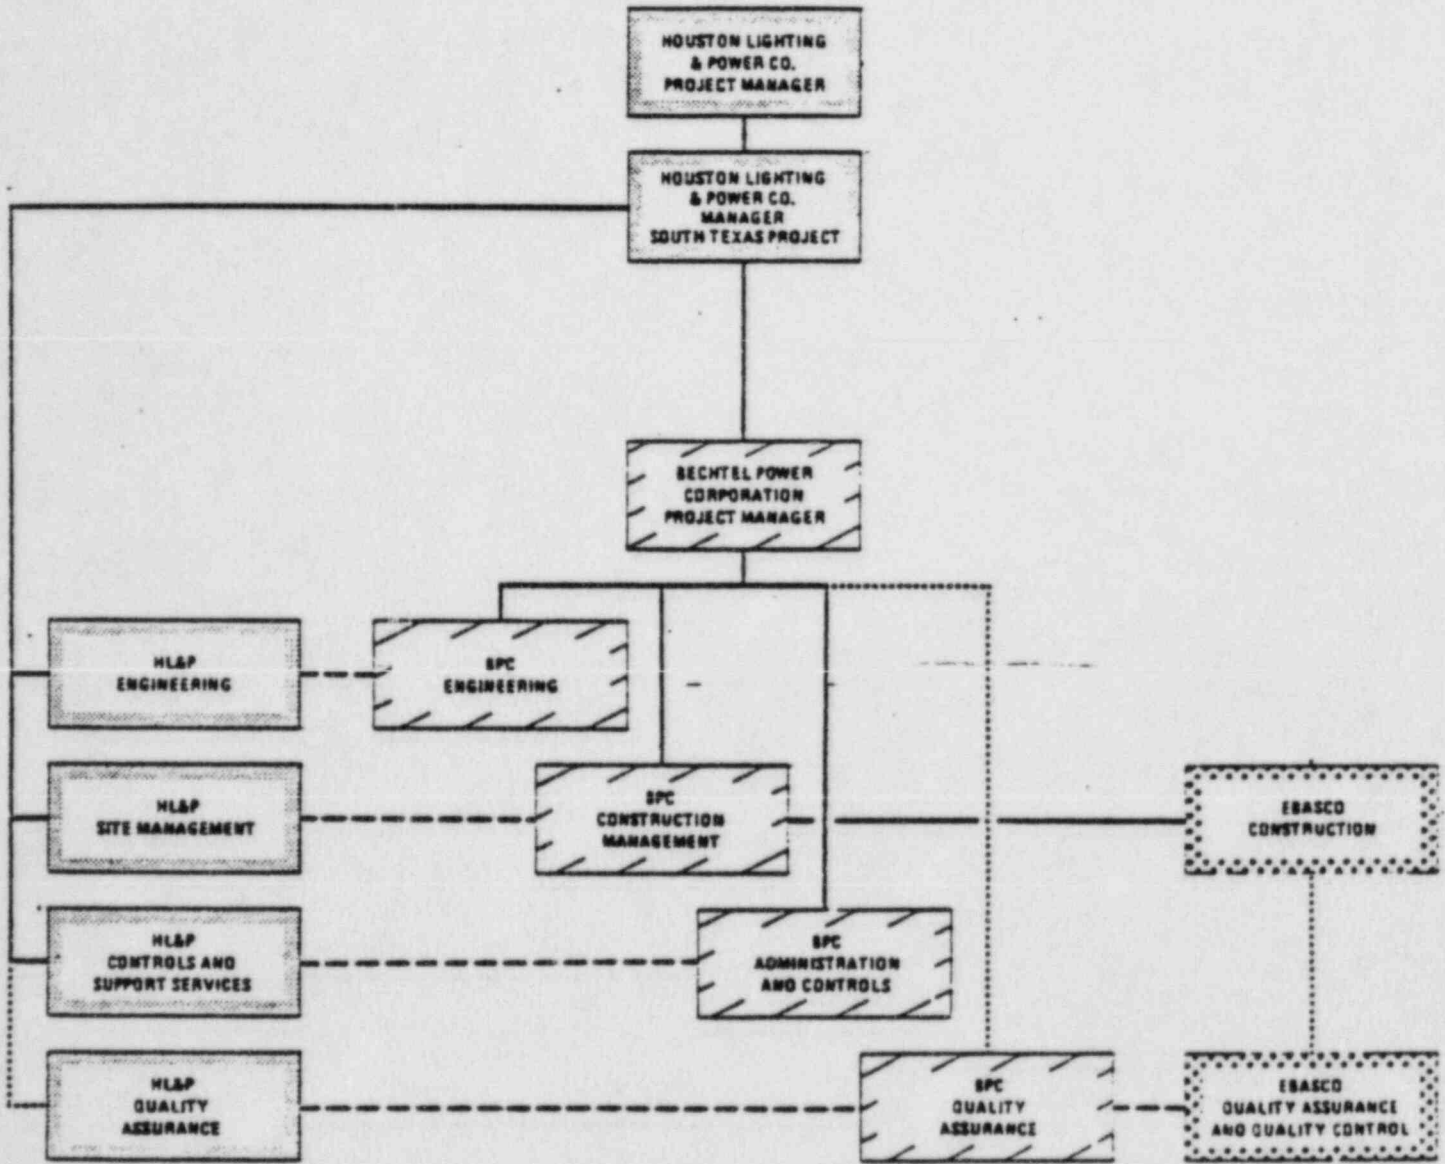 HOUSTON LIGHTING
& POWER CO.
PROJECT MANAGER
HOUSTON LIGHTING
& POWER CO.
MANAGER
SOUTH TEXAS PROJECT
BECHTEL POWER
CORPORATION
PROJECT MANAGER
HL&P
ENGINEERING
BPC
ENGINEERING
HL&P
SITE MANAGEMENT
BPC
CONSTRUCTION
MANAGEMENT
EBASCO
CONSTRUCTION
HL&P
CONTROLS AND
SUPPORT SERVICES
BPC
ADMINISTRATION
AND CONTROLS
HL&P
QUALITY
ASSURANCE
BPC
QUALITY
ASSURANCE
EBASCO
QUALITY ASSURANCE
AND QUALITY CONTROL